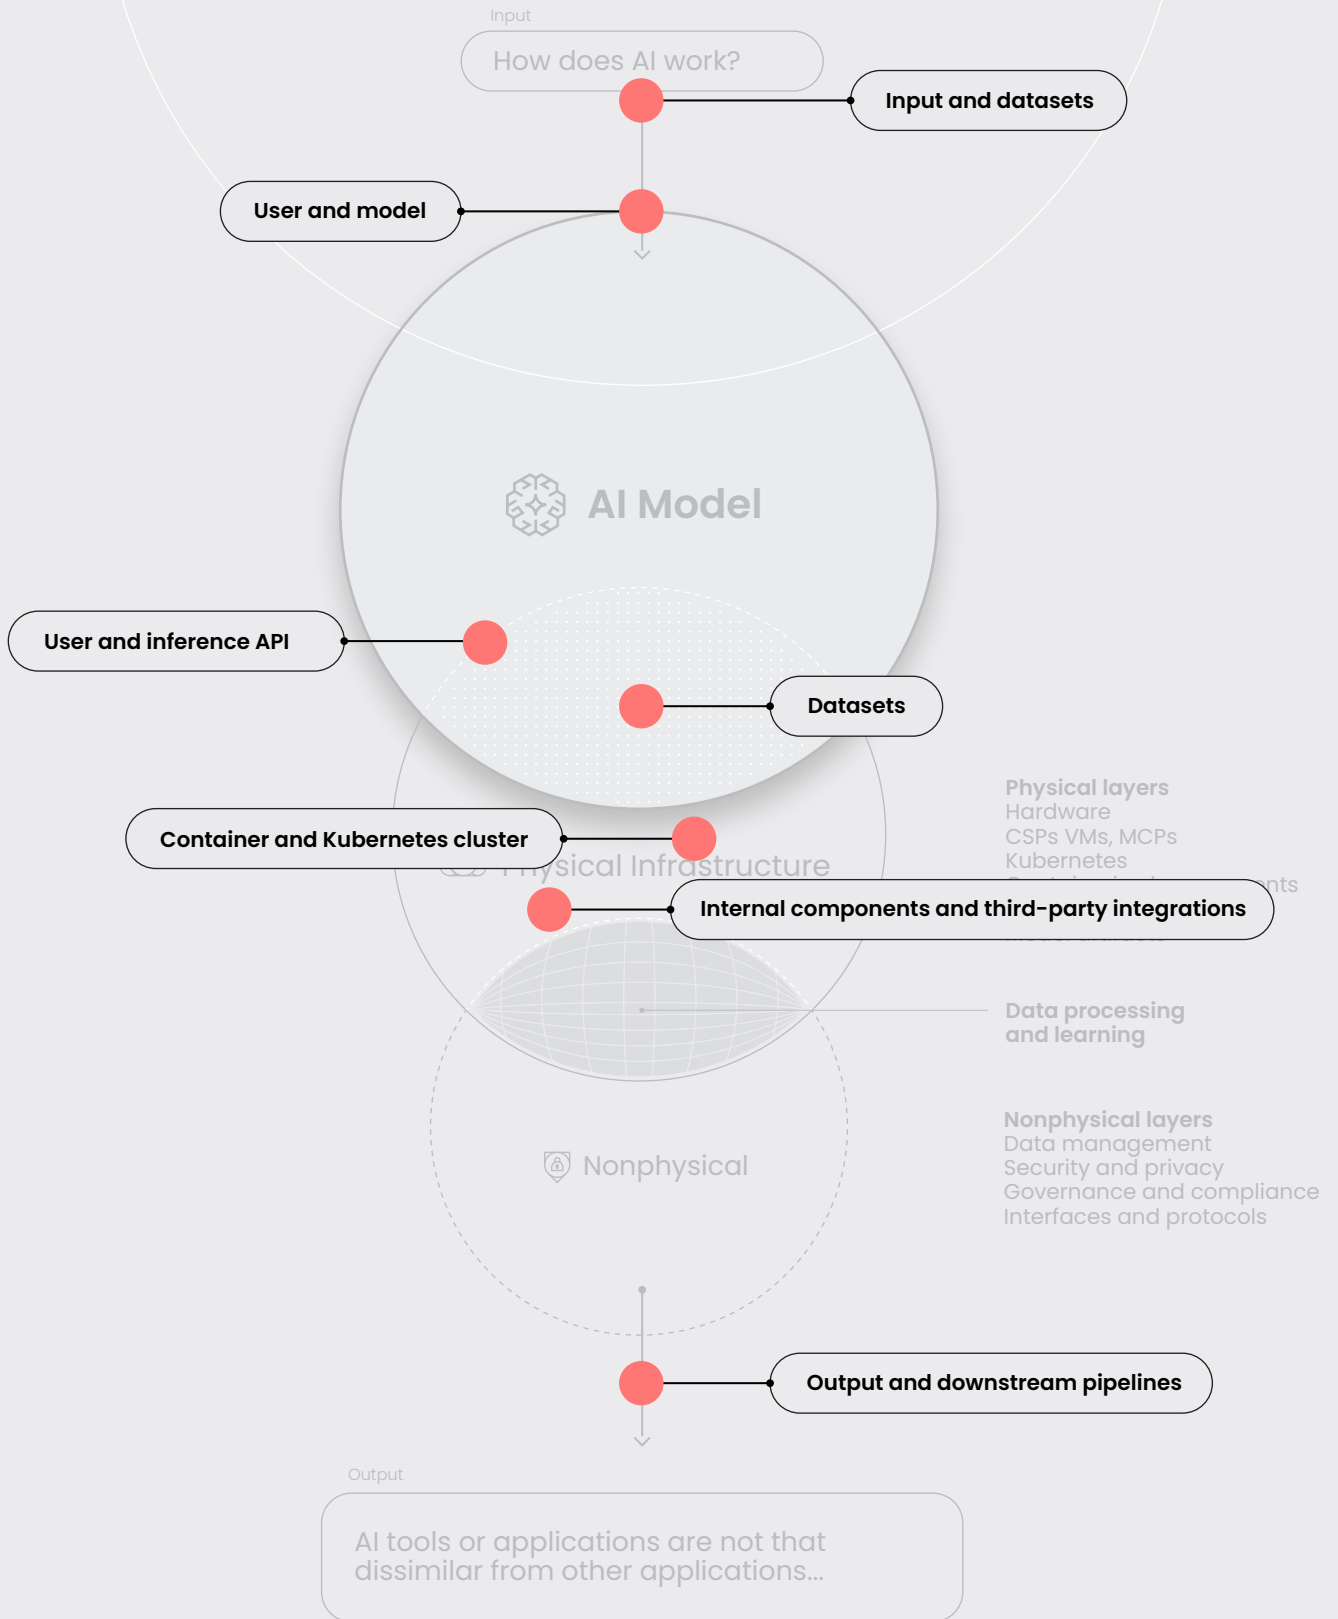 Input
How does AI work?
Input and datasets
User and model
AI Model
User and inference API
Datasets
Physical layers
Hardware
CSPs VMs, MCPs
Kubernetes
Container and Kubernetes cluster
Physical Infrastructure
Internal components and third-party integrations
Data processing
and learning
Nonphysical layers
Data management
Security and privacy
Governance and compliance
Interfaces and protocols
Nonphysical
Output and downstream pipelines
Output
AI tools or applications are not that
dissimilar from other applications...